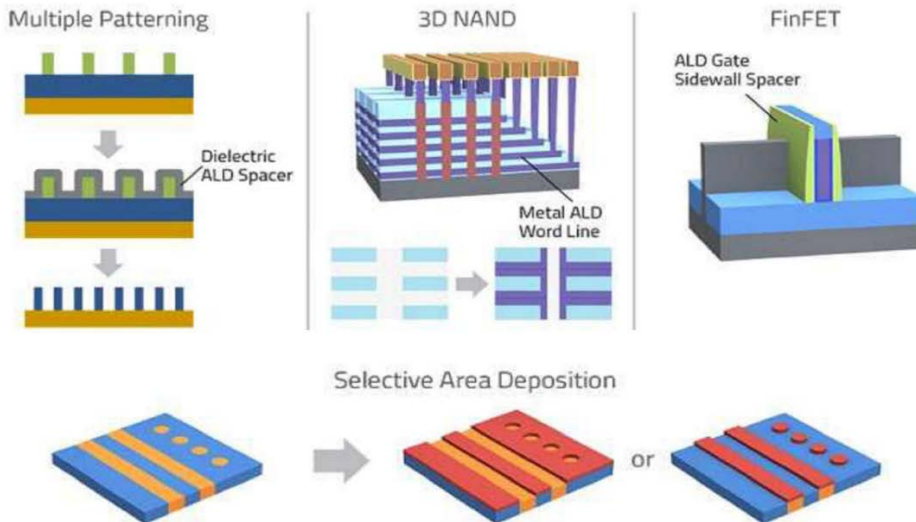 Multiple Patterning
3D NAND
FinFET
Dielectric
ALD Spacer
Metal ALD
Word Line
ALD Gate
Sidewall Spacer
Selective Area Deposition
or